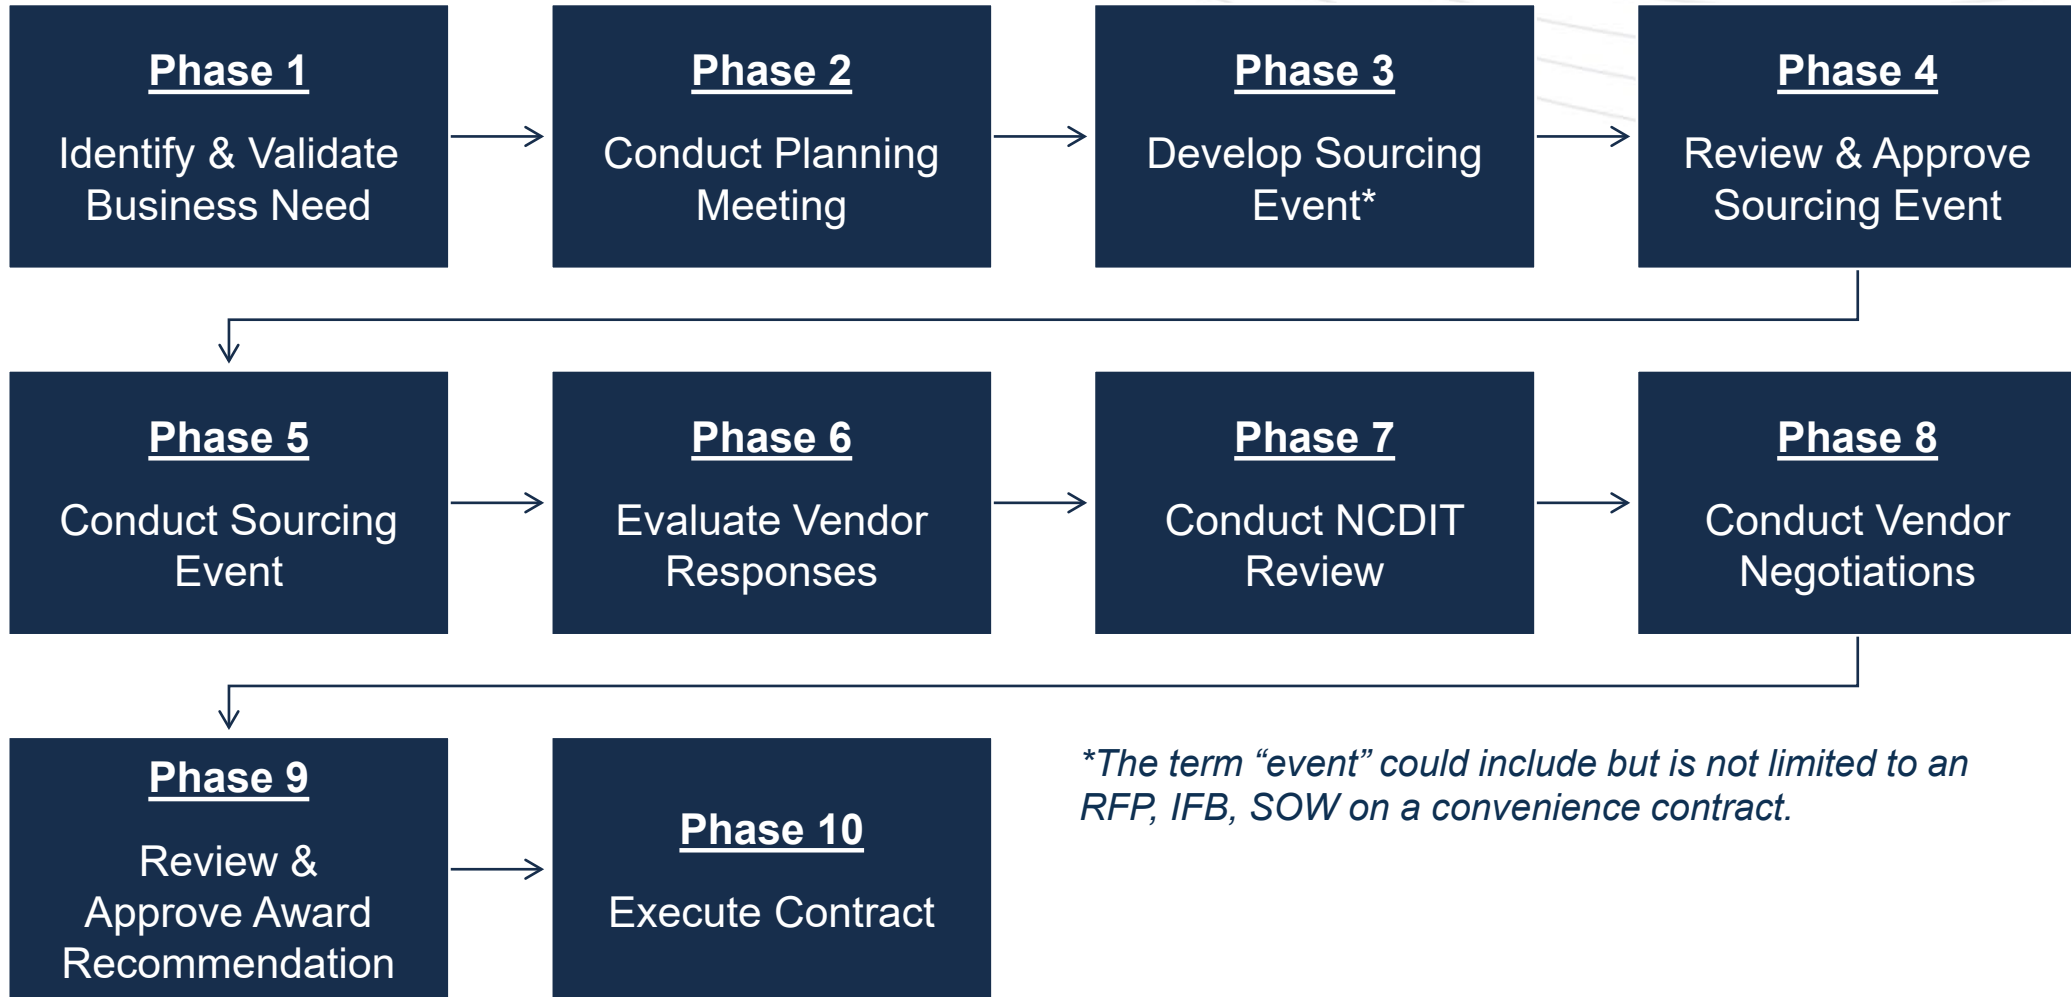 Phase 1
Identify & Validate
Business Need
Phase 2
Conduct Planning
Meeting
Phase 3
Develop Sourcing
Event*
Phase 4
Review & Approve
Sourcing Event
Phase 5
Conduct Sourcing
Event
Phase 6
Evaluate Vendor
Responses
Phase 7
Conduct NCDIT
Review
Phase 8
Conduct Vendor
Negotiations
Phase 9
Review &
Approve Award
Recommendation
Phase 10
Execute Contract
*The term “event” could include but is not limited to an
RFP, IFB, SOW on a convenience contract.